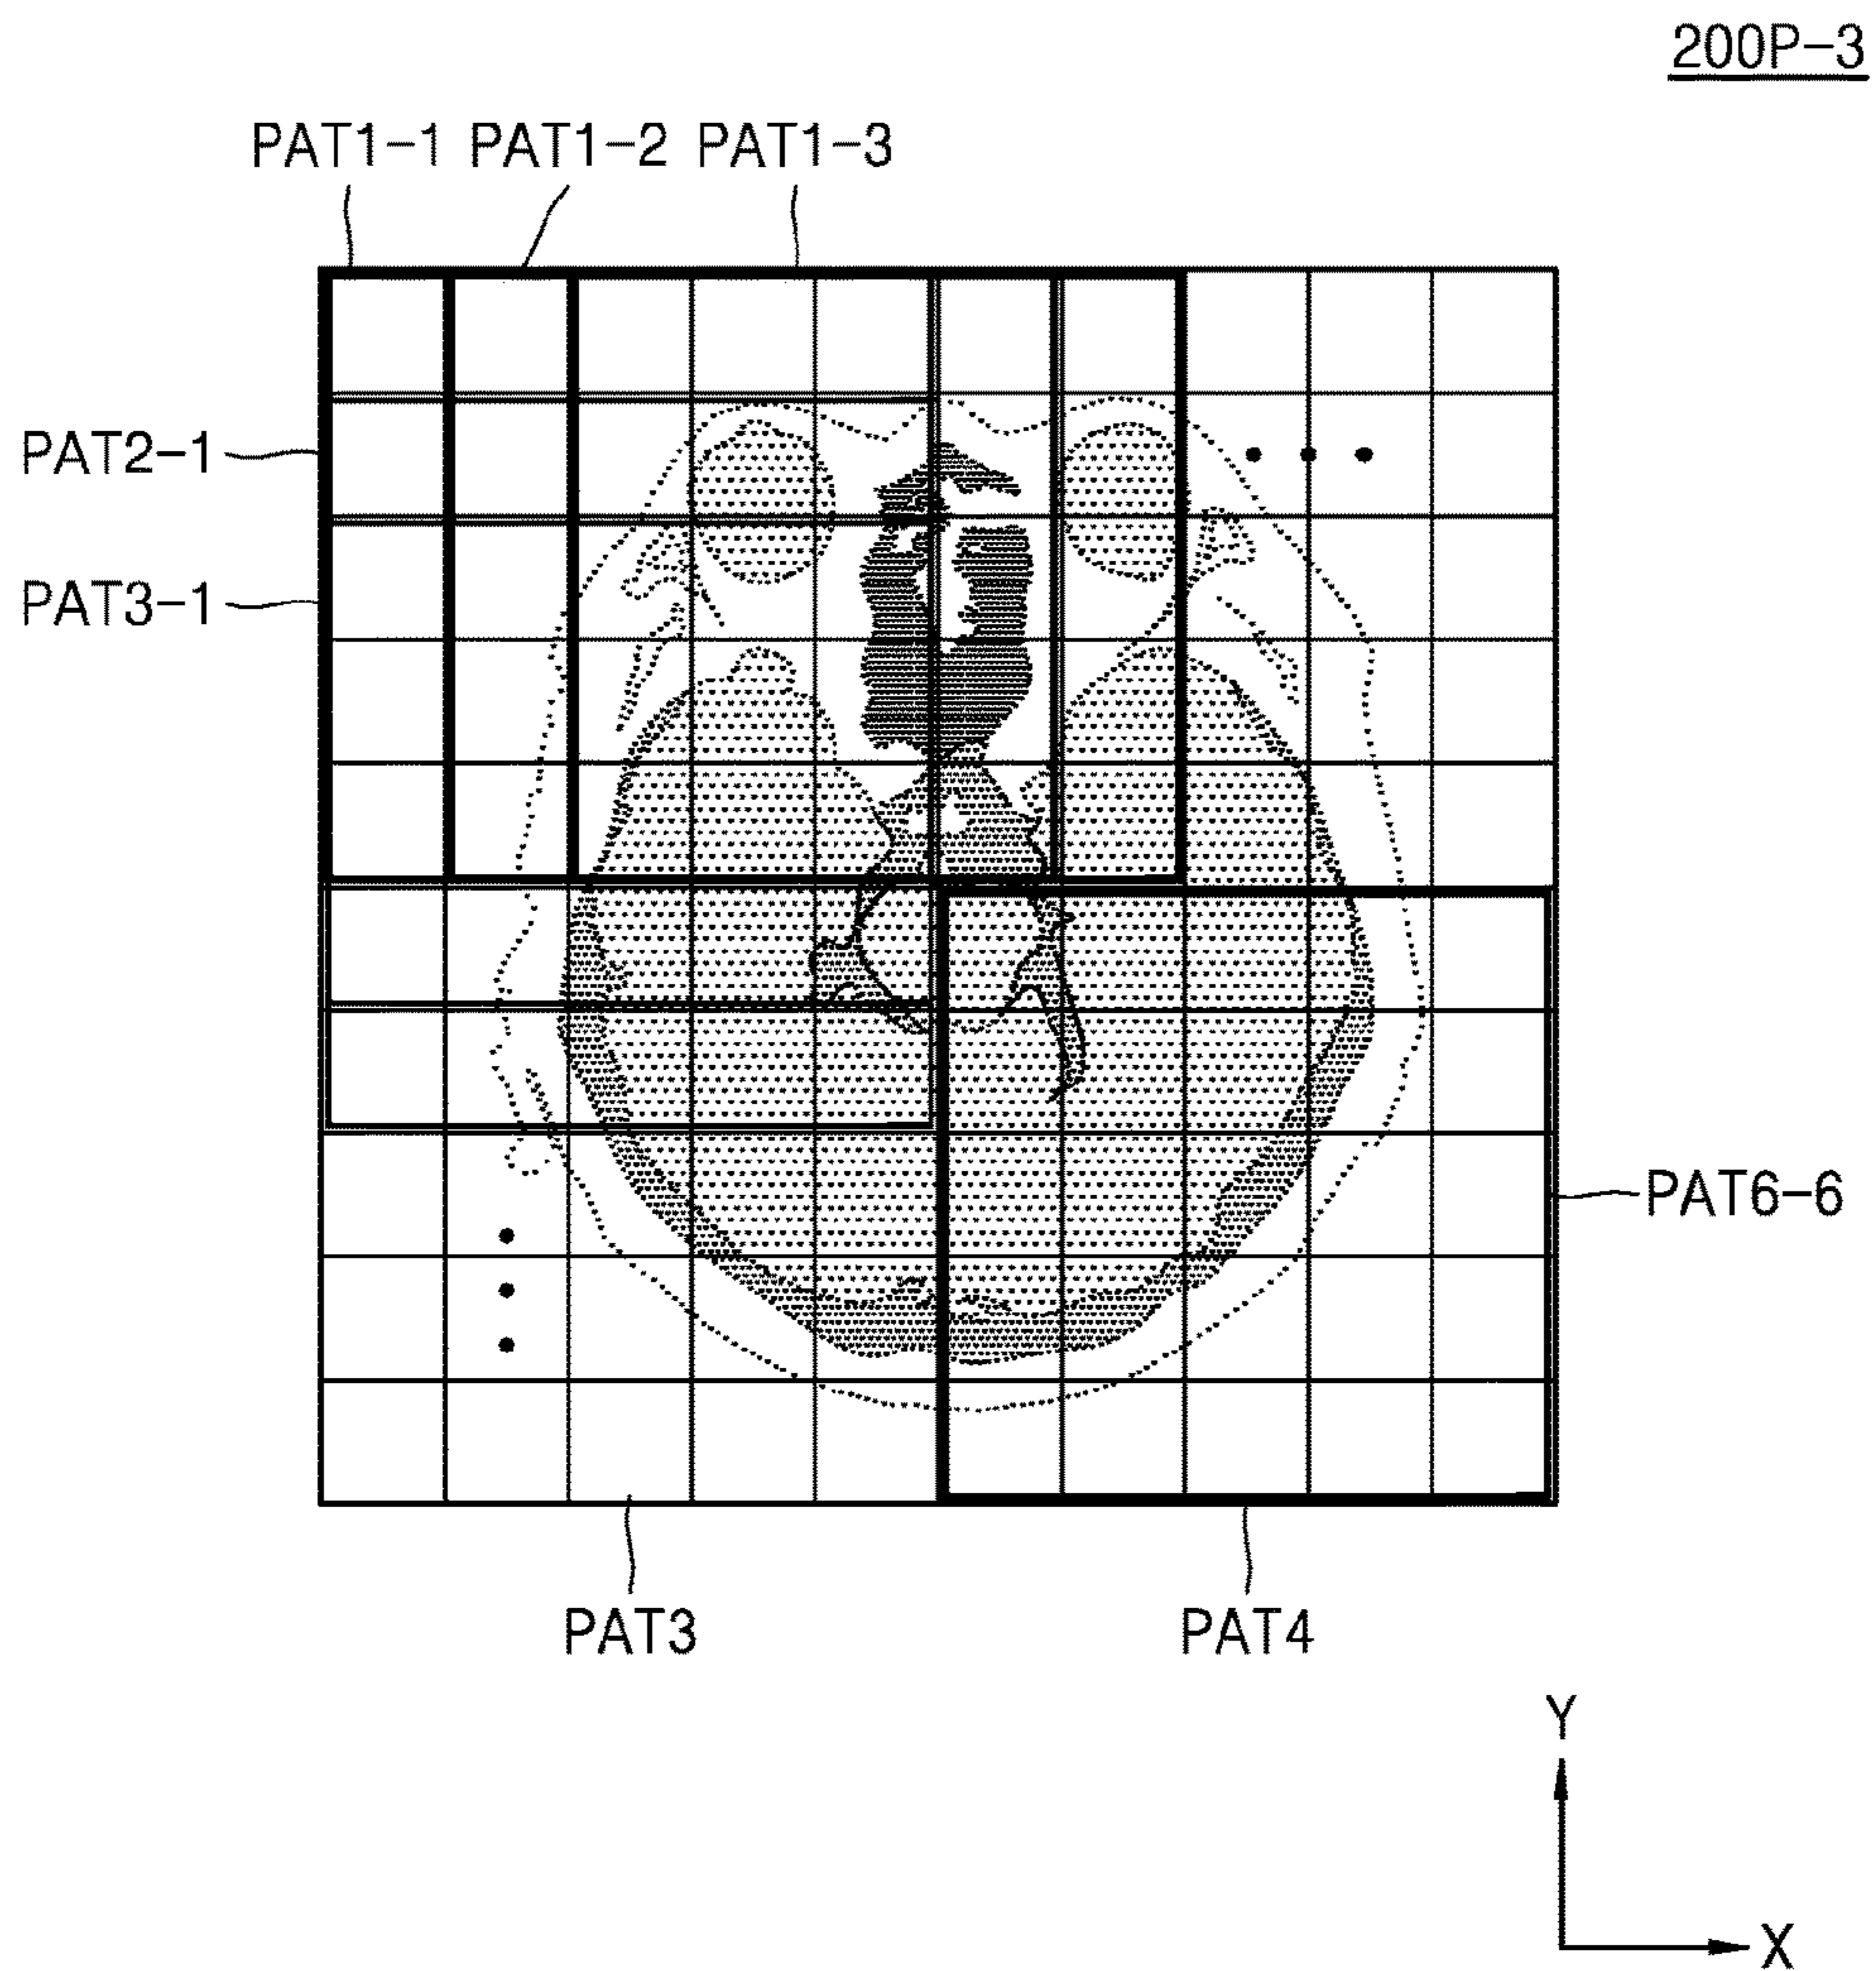 200P-3
PAT1-1 PAT1-2 PAT1-3
PAT2-1
PAT3-1
PAT6-6
PAT3
PAT4
Y
X